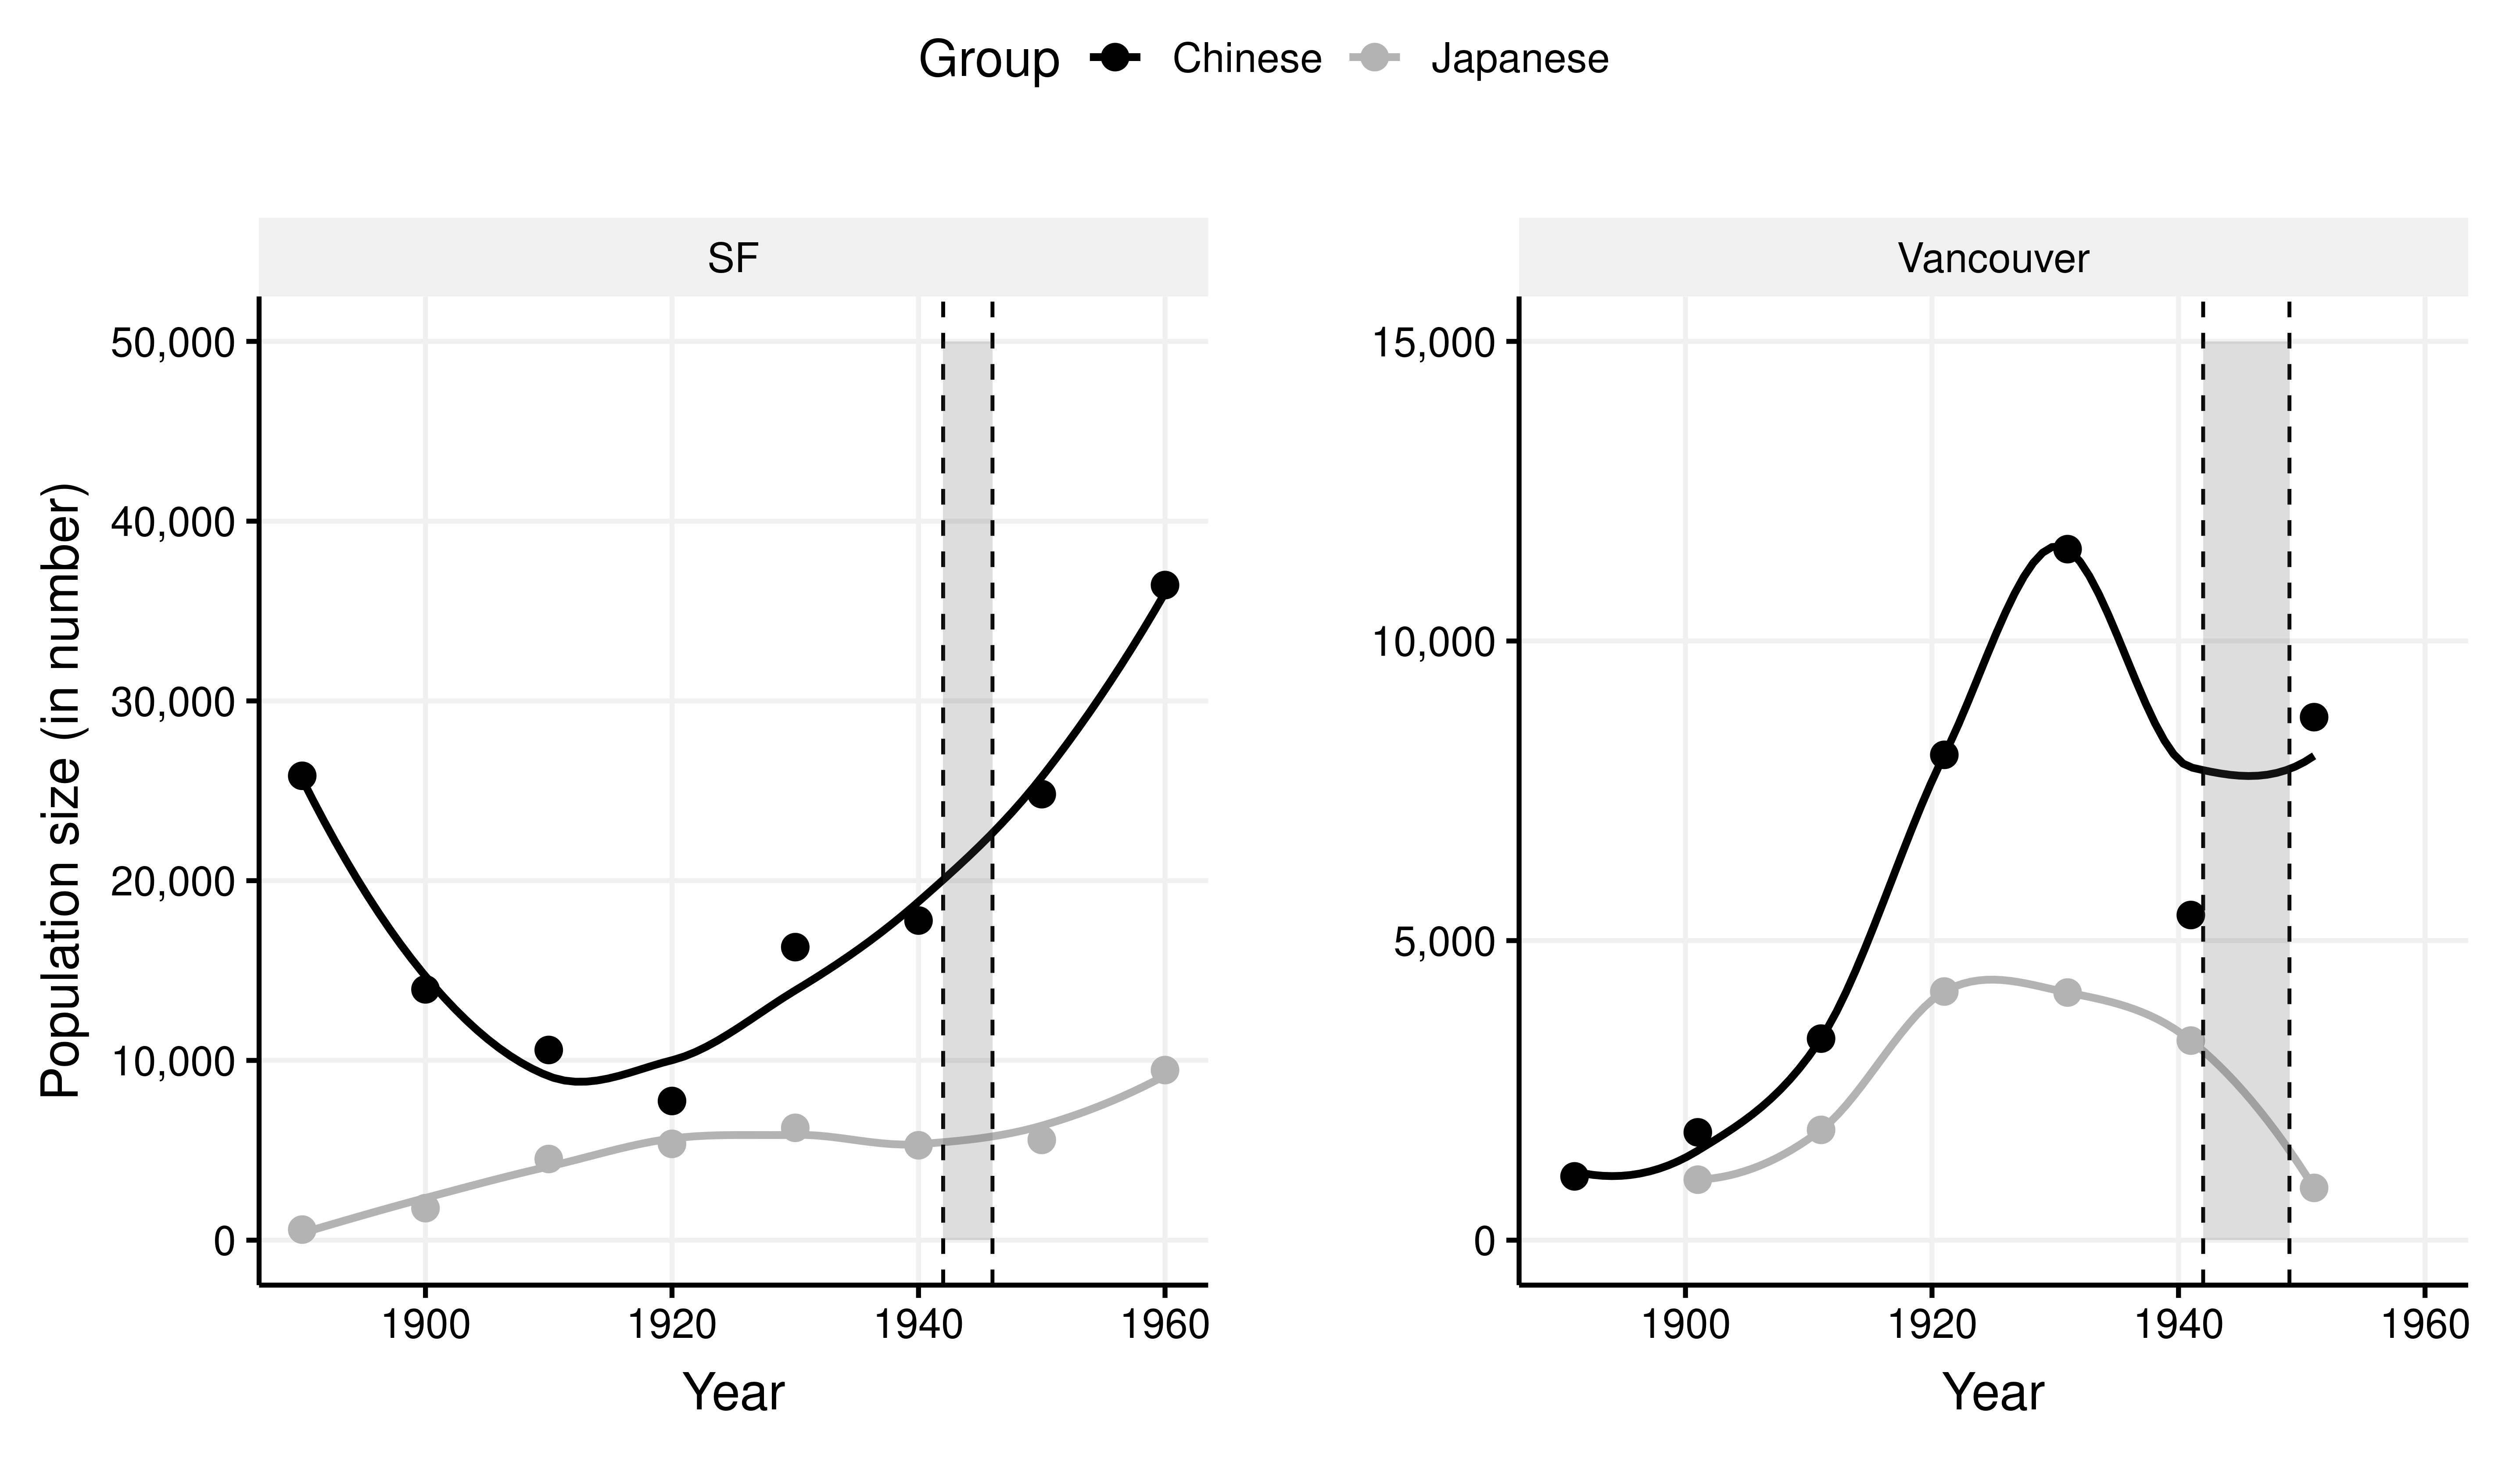 Group Chinese Japanese
SF
Vancouver
Population size (in number)
50,000
40,000
30,000
20,000
10,000
0
15,000
10,000
5,000
0
1900 1920 1940 1960
1900 1920 1940 1960
Year
Year